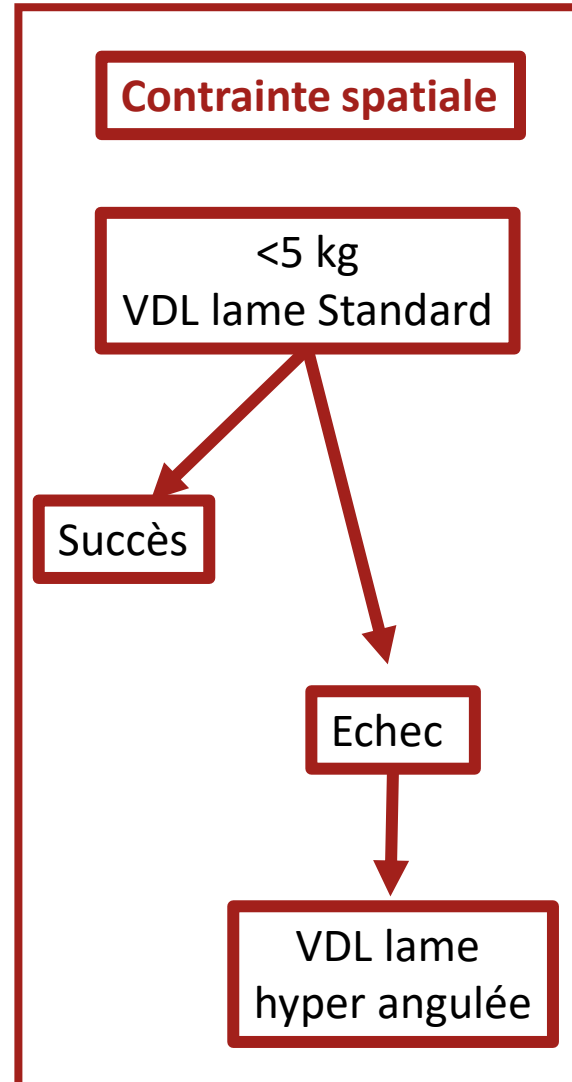 Contrainte spatiale
<5 kg
VDL lame Standard
Succès
Echec
VDL lame
hyper angulée